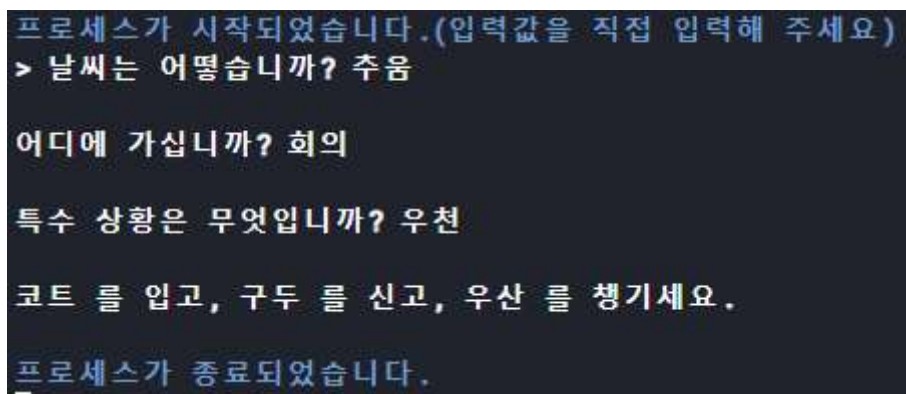 프로세스가 시작되었습니다.(입력값을 직접 입력해 주세요)
> 날씨는 어떻습니까? 추움
어디에 가십니까? 회의
특수 상황은 무엇입니까? 우천
코트 를 입고, 구두 를 신고, 우산 를 챙기세요.
프로세스가 종료되었습니다.